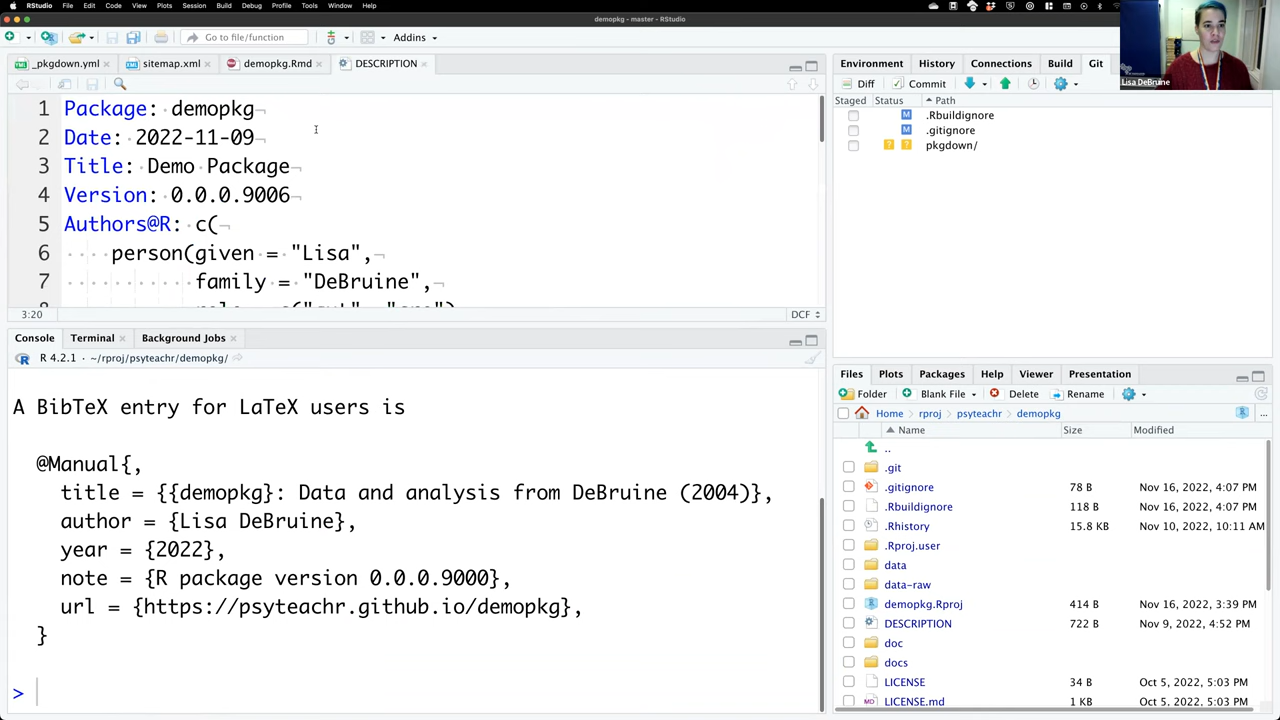 RStudio File Edit Code View Plots Session Build Debug Profile Tools Window Help
demopkg - master - RStudio
Go to file/function Addins
_pkgdown.yml sitemap.xml demopkg.Rmd DESCRIPTION
1 Package: demopkg
2 Date: 2022-11-09
3 Title: Demo Package
4 Version: 0.0.0.9006
5 Authors@R: c(
6 person(given = "Lisa",
7 family = "DeBruine",
8 role = c("aut", "cre")
3:20 DCF
Console Terminal Background Jobs
R 4.2.1 · ~/rproj/psyteachr/demopkg/
A BibTeX entry for LaTeX users is
@Manual{,
title = {{demopkg}: Data and analysis from DeBruine (2004)},
author = {Lisa DeBruine},
year = {2022},
note = {R package version 0.0.0.9000},
url = {https://psyteachr.github.io/demopkg},
}
>
Lisa DeBruine
Environment History Connections Build Git
Diff Commit
Staged Status Path
M .Rbuildignore
M .gitignore
? ? pkgdown/
Files Plots Packages Help Viewer Presentation
Folder Blank File Delete Rename
Home rproj psyteachr demopkg ...
Name Size Modified
..
.git
.gitignore 78 B Nov 16, 2022, 4:07 PM
.Rbuildignore 118 B Nov 16, 2022, 4:07 PM
.Rhistory 15.8 KB Nov 10, 2022, 10:11 AM
.Rproj.user
data
data-raw
demopkg.Rproj 414 B Nov 16, 2022, 3:39 PM
DESCRIPTION 722 B Nov 9, 2022, 4:52 PM
doc
docs
LICENSE 34 B Oct 5, 2022, 5:03 PM
LICENSE.md 1 KB Oct 5, 2022, 5:03 PM